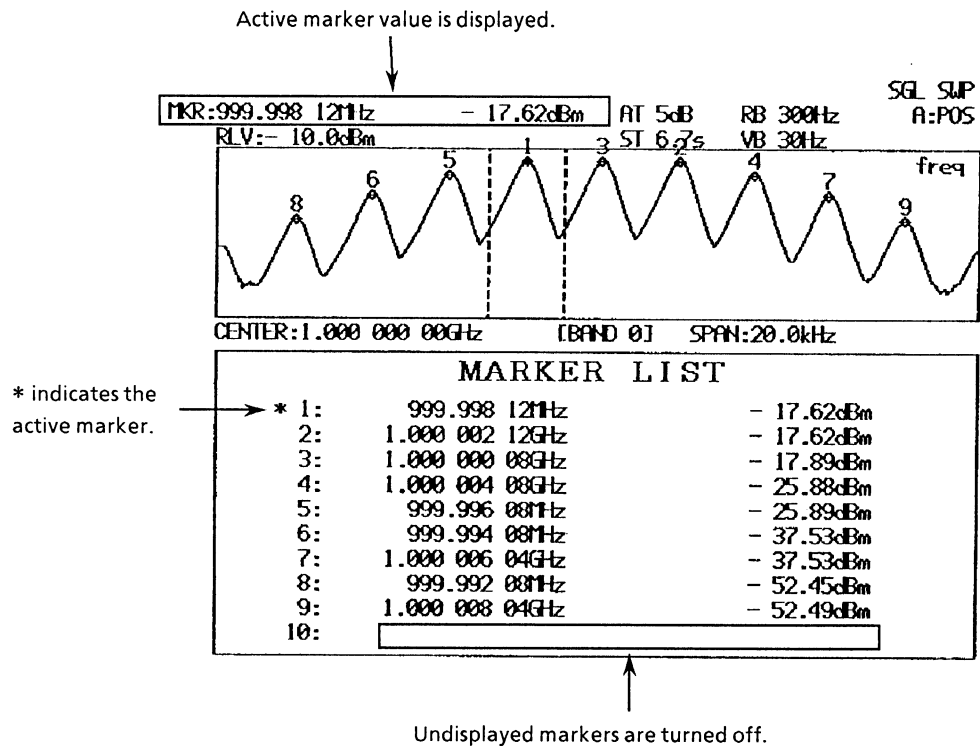 Active marker value is displayed.
SGL SWP
MKR:999.998 12MHz - 17.62dBm AT 5dB RB 300Hz A:POS
RLV:- 10.0dBm ST 6.7s VB 30Hz
freq
8 6 5 1 3 2 4 7 9
CENTER:1.000 000 00GHz [BAND 0] SPAN:20.0kHz
MARKER LIST
* indicates the
active marker.
* 1: 999.998 12MHz - 17.62dBm
2: 1.000 002 12GHz - 17.62dBm
3: 1.000 000 08GHz - 17.89dBm
4: 1.000 004 08GHz - 25.88dBm
5: 999.996 08MHz - 25.89dBm
6: 999.994 08MHz - 37.53dBm
7: 1.000 006 04GHz - 37.53dBm
8: 999.992 08MHz - 52.45dBm
9: 1.000 008 04GHz - 52.49dBm
10:
Undisplayed markers are turned off.